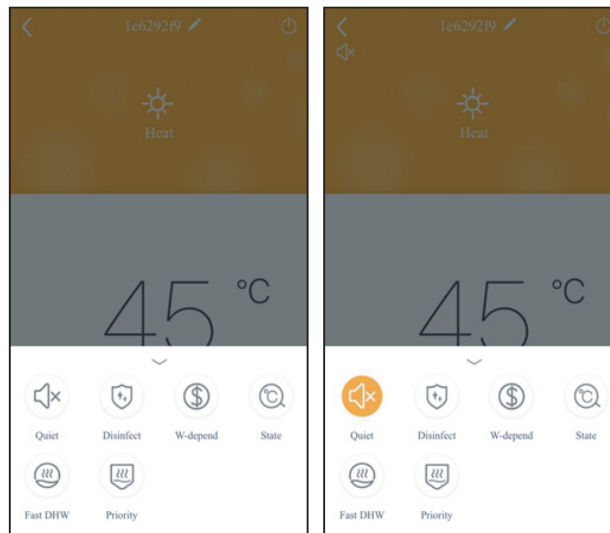 1e6292f9
Heat
45 °C
Quiet
Disinfect
W-depend
State
Fast DHW
Priority
1e6292f9
Heat
45 °C
Quiet
Disinfect
W-depend
State
Fast DHW
Priority